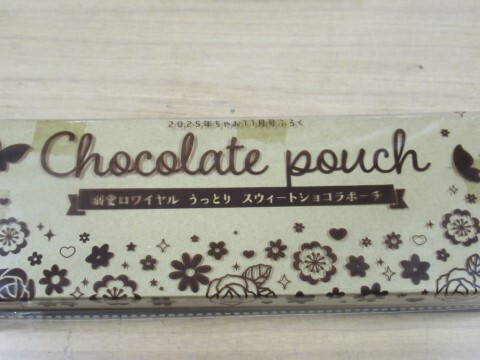 2025年ちゃお11月号ふろく
Chocolate pouch
溺愛ロワイヤル うっとり スウィートショコラポーチ